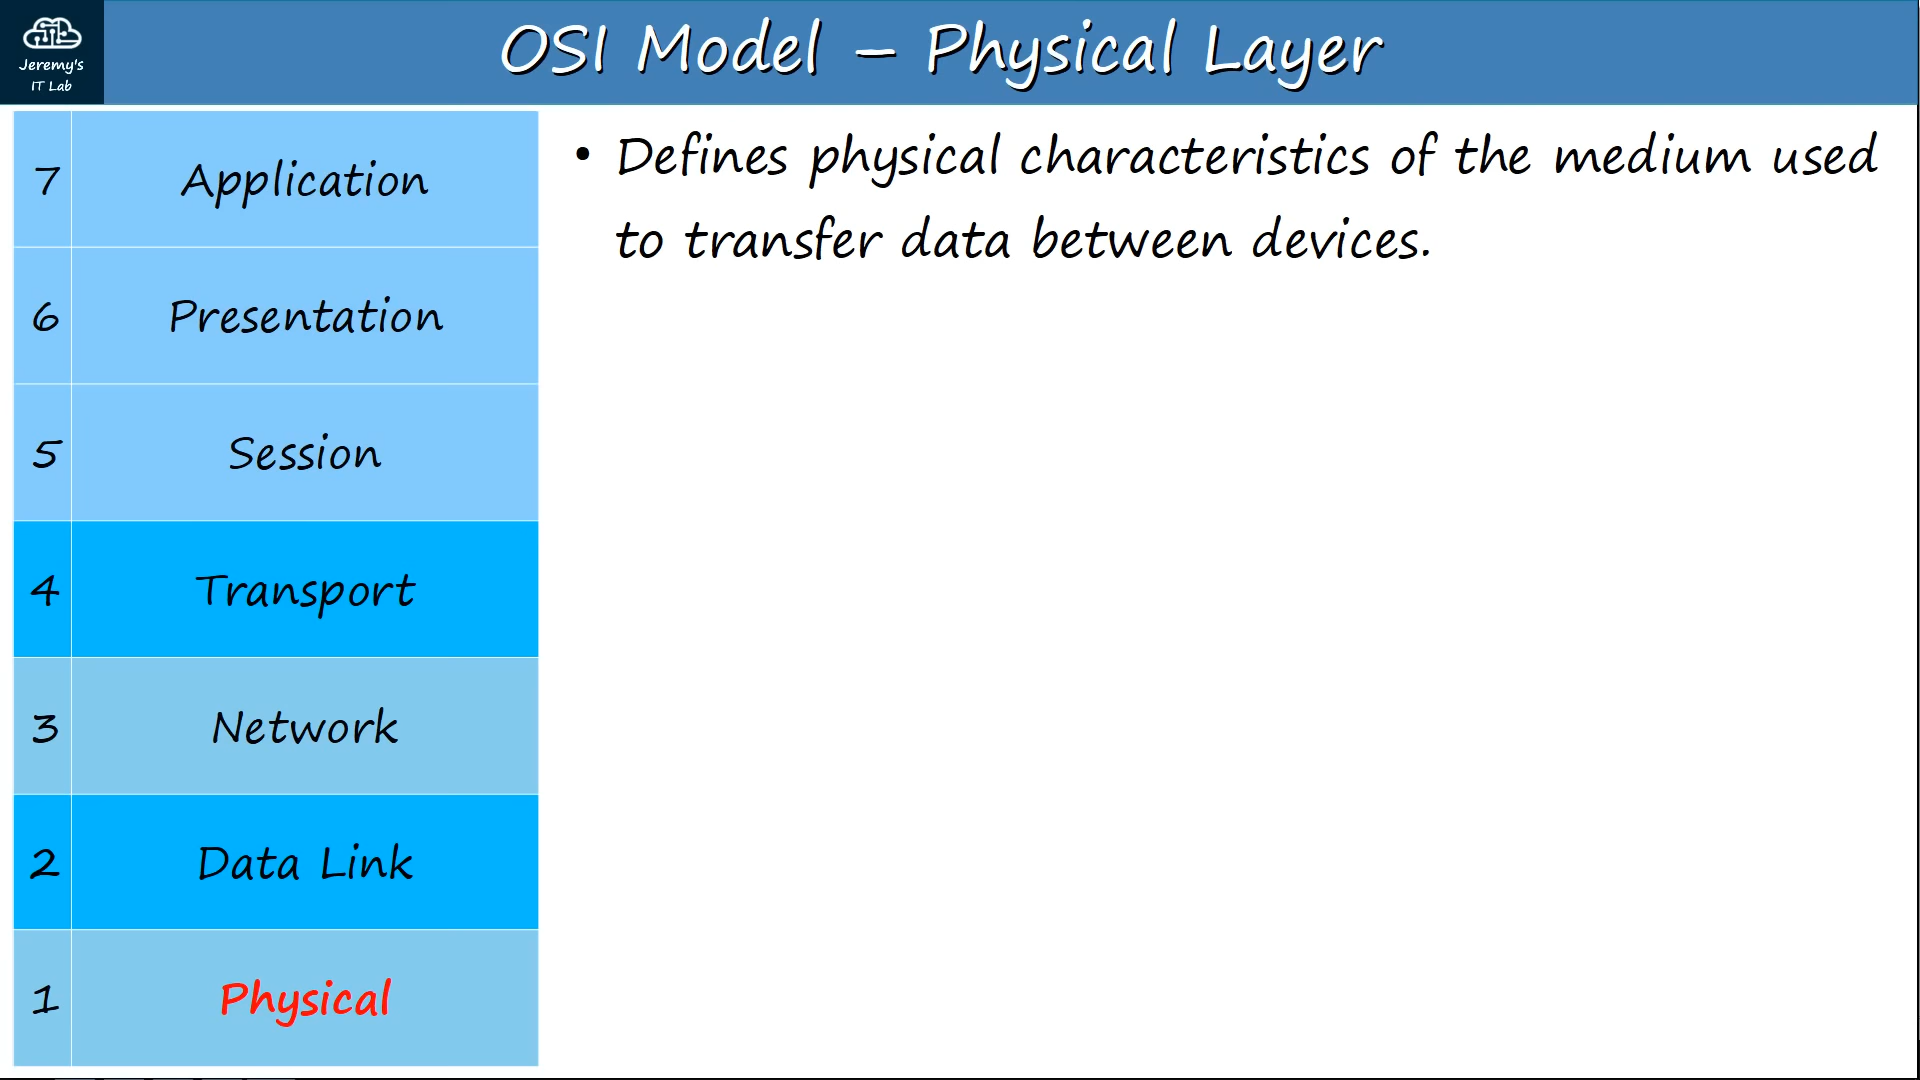 Jeremy's
IT Lab
OSI Model – Physical Layer
7 Application
6 Presentation
5 Session
4 Transport
3 Network
2 Data Link
1 Physical
• Defines physical characteristics of the medium used
to transfer data between devices.